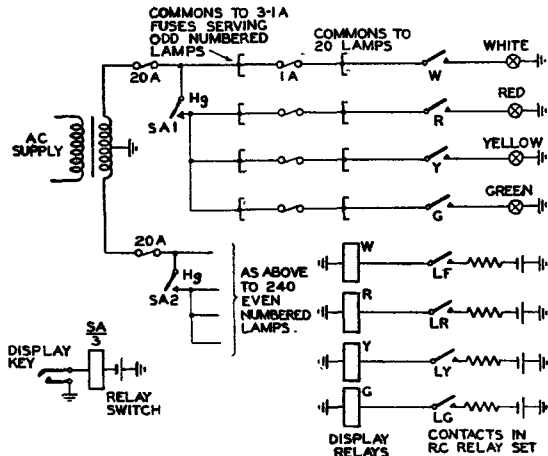 COMMONS TO 3-1A
FUSES SERVING
ODD NUMBERED
LAMPS
COMMONS TO
20 LAMPS
WHITE
20A
1A
W
Hg
SA1
RED
R
AC
SUPPLY
YELLOW
Y
GREEN
G
20A
Hg
SA2
AS ABOVE
TO 240
EVEN
NUMBERED
LAMPS.
W
LF
R
LR
Y
LY
G
LG
SA
3
DISPLAY
KEY
RELAY
SWITCH
DISPLAY
RELAYS
CONTACTS IN
R.C RELAY SET